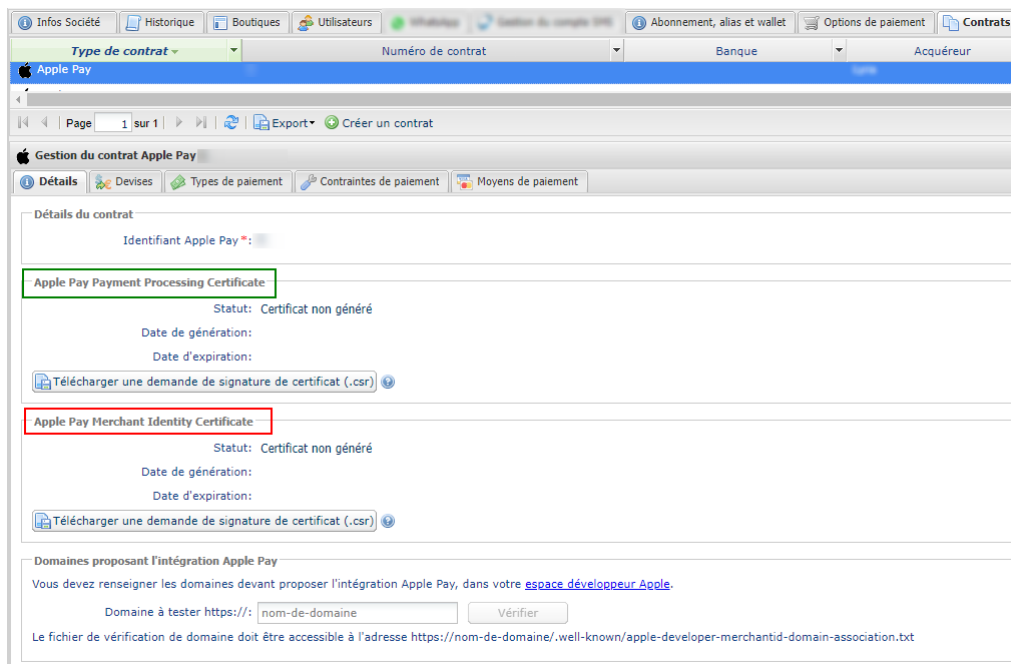 Infos Société Historique Boutiques Utilisateurs Abonnement, alias et wallet Options de paiement Contrats
Type de contrat Numéro de contrat Banque Acquéreur
Apple Pay
Page 1 sur 1 Export Créer un contrat
Gestion du contrat Apple Pay
Détails Devises Types de paiement Contraintes de paiement Moyens de paiement
Détails du contrat
Identifiant Apple Pay *:
Apple Pay Payment Processing Certificate
Statut: Certificat non généré
Date de génération:
Date d'expiration:
Télécharger une demande de signature de certificat (.csr)
Apple Pay Merchant Identity Certificate
Statut: Certificat non généré
Date de génération:
Date d'expiration:
Télécharger une demande de signature de certificat (.csr)
Domaines proposant l'intégration Apple Pay
Vous devez renseigner les domaines devant proposer l'intégration Apple Pay, dans votre espace développeur Apple.
Domaine à tester https://: nom-de-domaine Vérifier
Le fichier de vérification de domaine doit être accessible à l'adresse https://nom-de-domaine/.well-known/apple-developer-merchantid-domain-association.txt